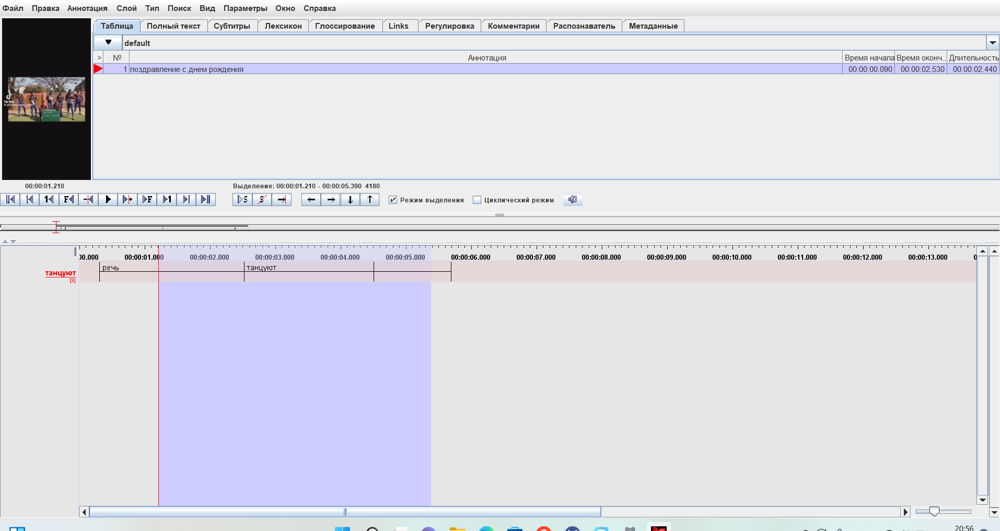 Файл Правка Аннотация Слой Тип Поиск Вид Параметры Окно Справка
Таблица Полный текст Субтитры Лексикон Глоссирование Links Регулировка Комментарии Распознаватель Метаданные
default
> № Аннотация Время начала Время оконч... Длительность
1 поздравление с днем рождения 00:00:00.090 00:00:02.530 00:00:02.440
TikTok
00:00:01.210 Выделение: 00:00:01.210 - 00:00:05.390 4180
Режим выделения Циклический режим
00.000 00:00:01.000 00:00:02.000 00:00:03.000 00:00:04.000 00:00:05.000 00:00:06.000 00:00:07.000 00:00:08.000 00:00:09.000 00:00:10.000 00:00:11.000 00:00:12.000 00:00:13.000 0
танцуют речь танцуют
[3]
20:56